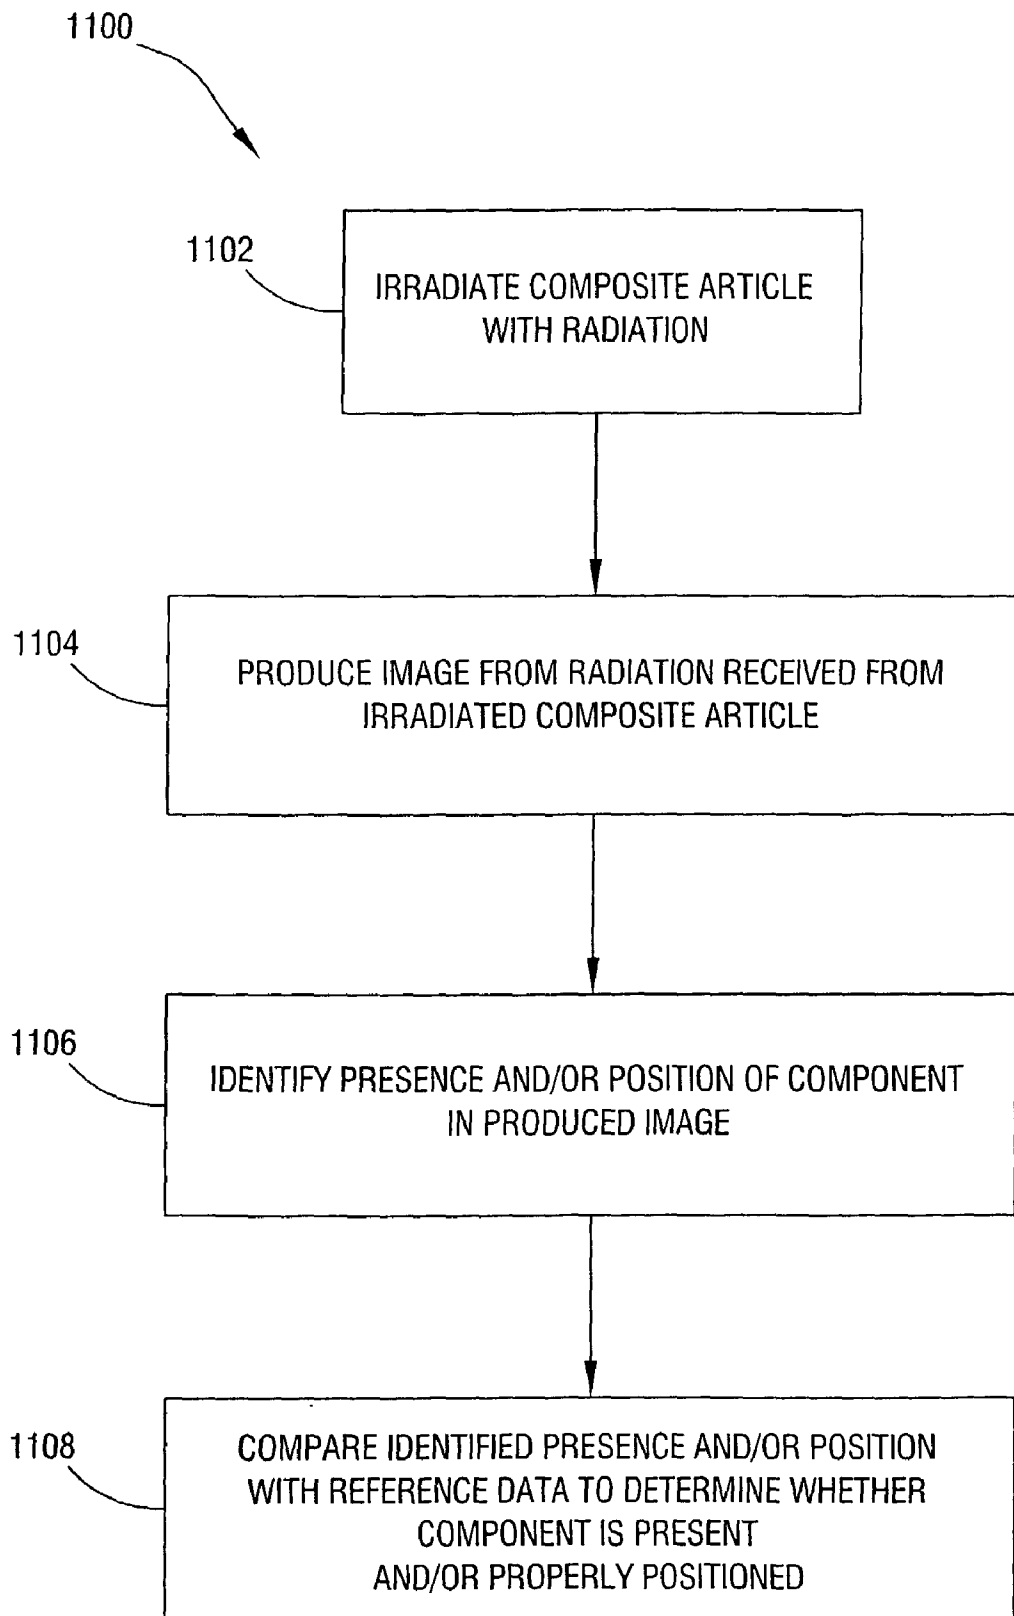 1100
1102
IRRADIATE COMPOSITE ARTICLE
WITH RADIATION
1104
PRODUCE IMAGE FROM RADIATION RECEIVED FROM
IRRADIATED COMPOSITE ARTICLE
1106
IDENTIFY PRESENCE AND/OR POSITION OF COMPONENT
IN PRODUCED IMAGE
1108
COMPARE IDENTIFIED PRESENCE AND/OR POSITION
WITH REFERENCE DATA TO DETERMINE WHETHER
COMPONENT IS PRESENT
AND/OR PROPERLY POSITIONED